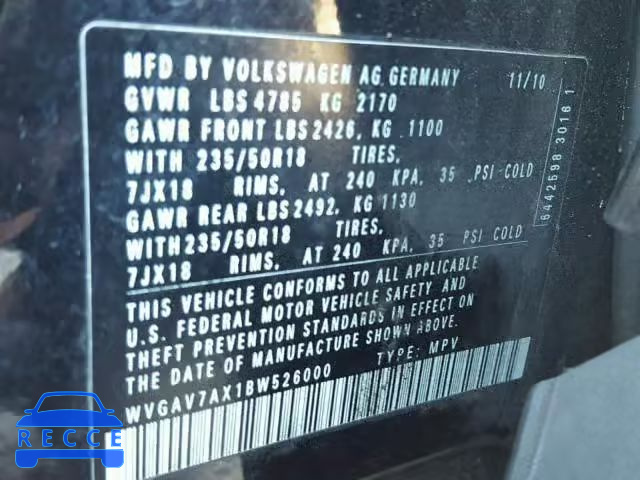 MFD BY VOLKSWAGEN AG GERMANY 11/10
GVWR LBS 4785 KG 2170
GAWR FRONT LBS 2426, KG 1100
WITH 235/50R18 TIRES,
7JX18 RIMS, AT 240 KPA, 35 PSI COLD
GAWR REAR LBS 2492, KG 1130
WITH 235/50R18 TIRES,
7JX18 RIMS, AT 240 KPA, 35 PSI COLD
THIS VEHICLE CONFORMS TO ALL APPLICABLE
U.S. FEDERAL MOTOR VEHICLE SAFETY AND
THEFT PREVENTION STANDARDS IN EFFECT ON
THE DATE OF MANUFACTURE SHOWN ABOVE.
TYPE: MPV
WVGAV7AX1BW526000
6442598 3016 1
RECCE